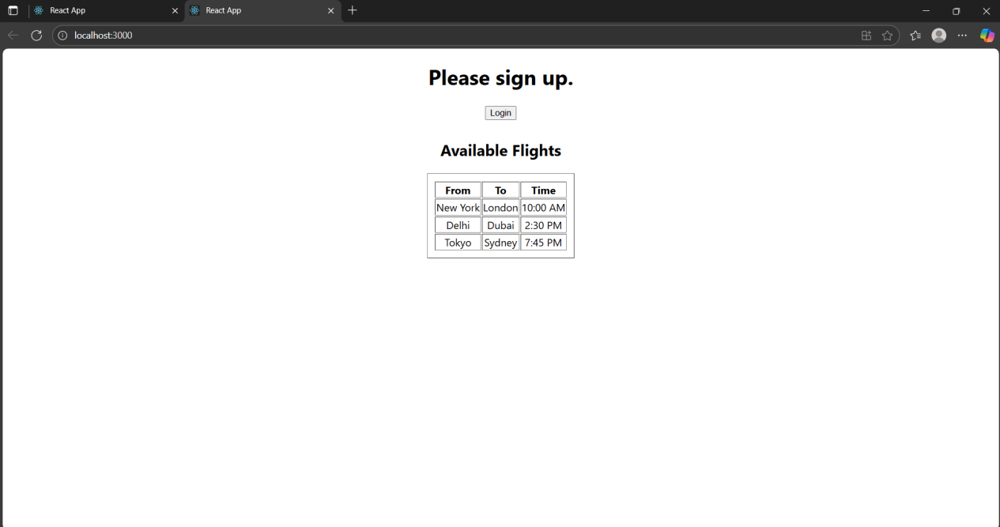 React App
React App
localhost:3000
Please sign up.
Login
Available Flights
From To Time
New York London 10:00 AM
Delhi Dubai 2:30 PM
Tokyo Sydney 7:45 PM